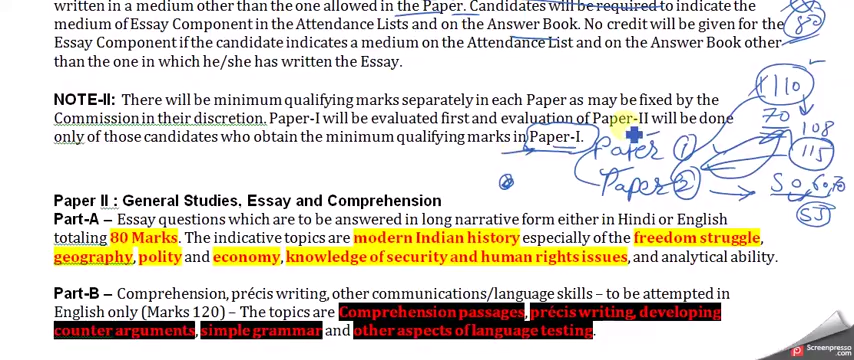 written in a medium other than the one allowed in the Paper. Candidates will be required to indicate the
medium of Essay Component in the Attendance Lists and on the Answer Book. No credit will be given for the
Essay Component if the candidate indicates a medium on the Attendance List and on the Answer Book other
than the one in which he/she has written the Essay.
80
NOTE-II: There will be minimum qualifying marks separately in each Paper as may be fixed by the
Commission in their discretion. Paper-I will be evaluated first and evaluation of Paper-II will be done
only of those candidates who obtain the minimum qualifying marks in Paper-I.
110
70
108
115
Paper 1
Paper 2
50, 60, 70
55
Paper II : General Studies, Essay and Comprehension
Part-A – Essay questions which are to be answered in long narrative form either in Hindi or English
totaling 80 Marks. The indicative topics are modern Indian history especially of the freedom struggle,
geography, polity and economy, knowledge of security and human rights issues, and analytical ability.
Part-B – Comprehension, précis writing, other communications/language skills – to be attempted in
English only (Marks 120) – The topics are Comprehension passages, précis writing, developing
counter arguments, simple grammar and other aspects of language testing.
Screenpresso.com